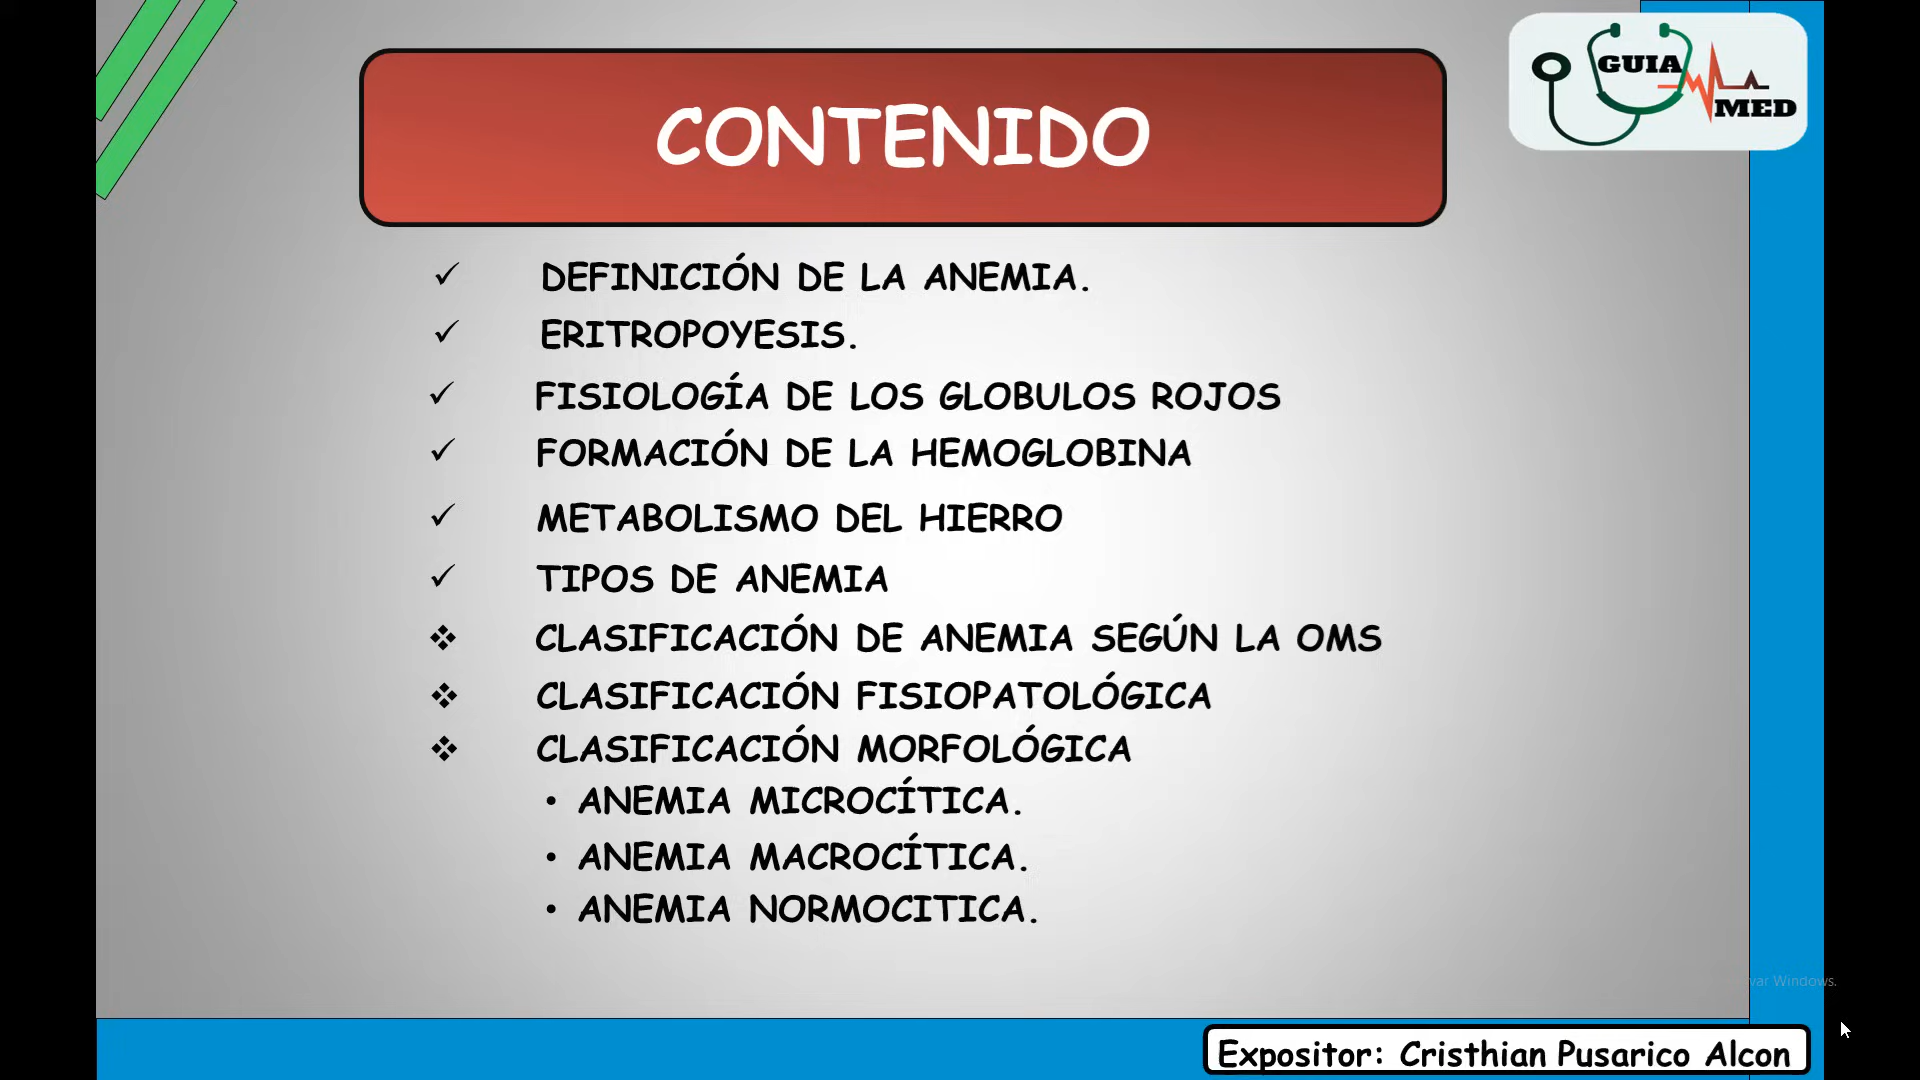 GUIA
MED
CONTENIDO
✓ DEFINICIÓN DE LA ANEMIA.
✓ ERITROPOYESIS.
✓ FISIOLOGÍA DE LOS GLOBULOS ROJOS
✓ FORMACIÓN DE LA HEMOGLOBINA
✓ METABOLISMO DEL HIERRO
✓ TIPOS DE ANEMIA
❖ CLASIFICACIÓN DE ANEMIA SEGÚN LA OMS
❖ CLASIFICACIÓN FISIOPATOLÓGICA
❖ CLASIFICACIÓN MORFOLÓGICA
• ANEMIA MICROCÍTICA.
• ANEMIA MACROCÍTICA.
• ANEMIA NORMOCITICA.
Windows.
Expositor: Cristhian Pusarico Alcon